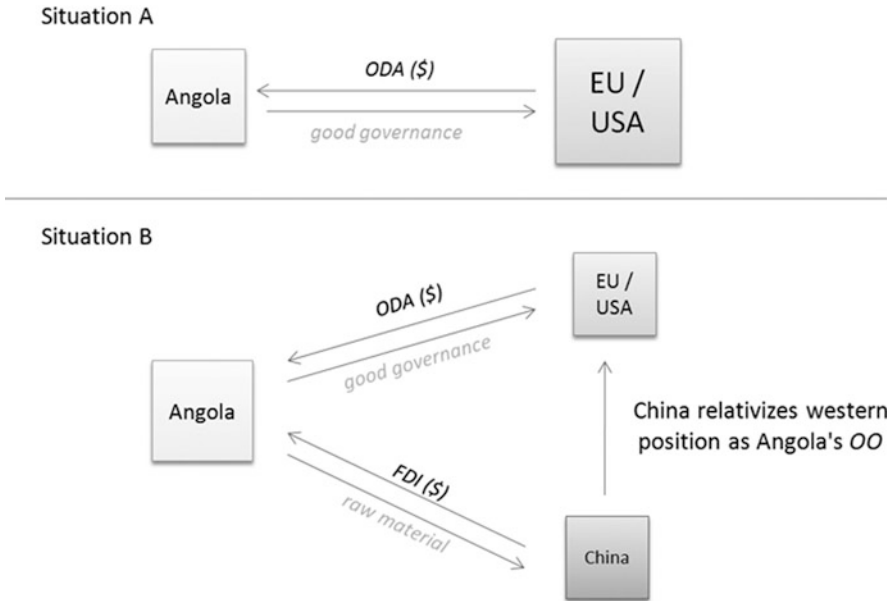 Situation A
Angola
ODA ($)
good governance
EU /
USA
Situation B
Angola
ODA ($)
good governance
EU /
USA
China relativizes western
position as Angola's OO
FDI ($)
raw material
China